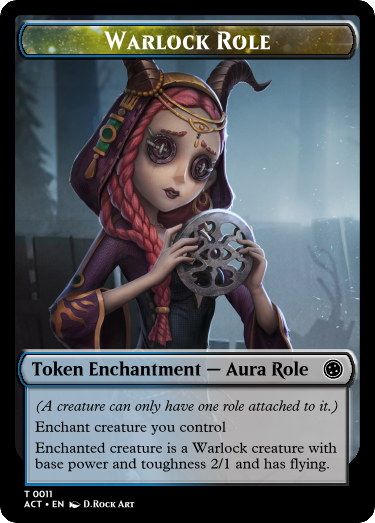 Warlock Role
Token Enchantment — Aura Role
(A creature can only have one role attached to it.)
Enchant creature you control
Enchanted creature is a Warlock creature with
base power and toughness 2/1 and has flying.
T 0011
ACT • EN D.Rock Art